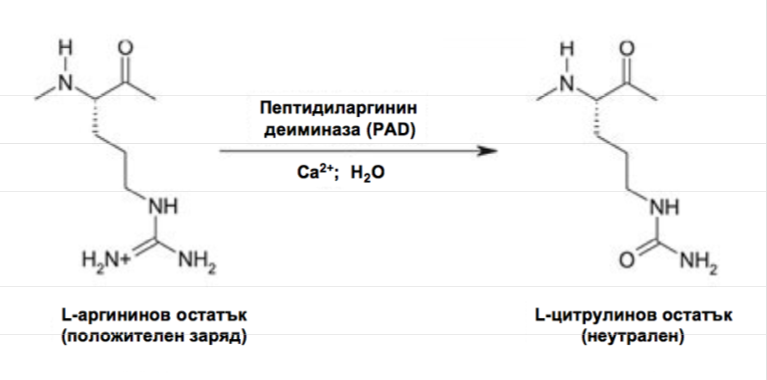 H O
N
Пептидиларгинин
деиминаза (PAD)
Ca²⁺; H₂O
NH
H₂N+ NH₂
L-аргининов остатък
(положителен заряд)
H O
N
NH
O NH₂
L-цитрулинов остатък
(неутрален)